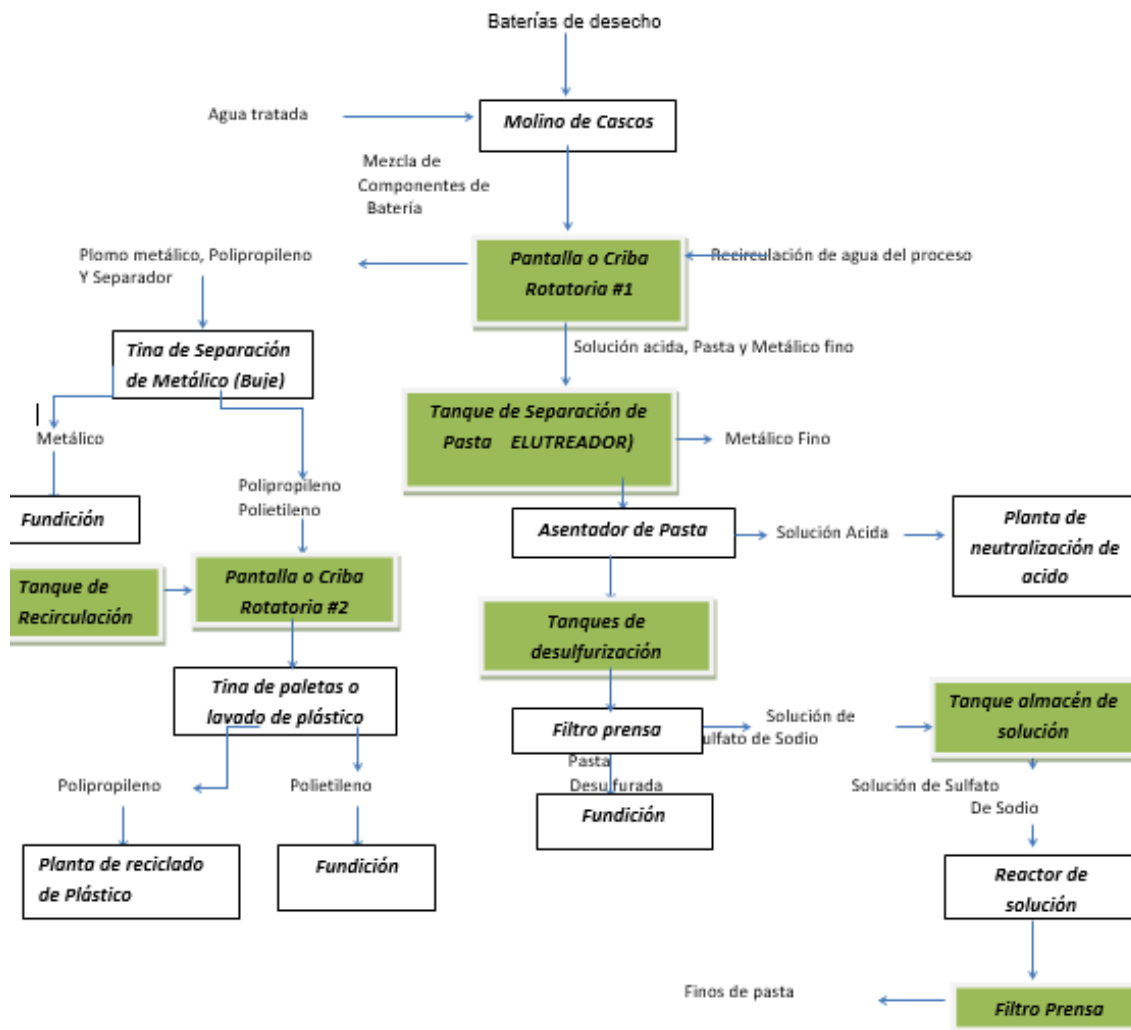 Baterías de desecho
Agua tratada
Molino de Cascos
Mezcla de
Componentes de
Batería
Plomo metálico, Polipropileno
Y Separador
Pantalla o Criba
Rotatoria #1
Recirculación de agua del proceso
Tina de Separación
de Metálico (Buje)
Solución acida, Pasta y Metálico fino
Tanque de Separación de
Pasta ELUTREADOR)
Metálico Fino
Metálico
Polipropileno
Polietileno
Fundición
Asentador de Pasta
Solución Acida
Planta de
neutralización de
acido
Tanque de
Recirculación
Pantalla o Criba
Rotatoria #2
Tanques de
desulfurización
Tina de paletas o
lavado de plástico
Filtro prensa
Solución de
ulfato de Sodio
Tanque almacén de
solución
Pasta
Desulfurada
Fundición
Polipropileno
Polietileno
Solución de Sulfato
De Sodio
Planta de reciclado
de Plástico
Fundición
Reactor de
solución
Finos de pasta
Filtro Prensa